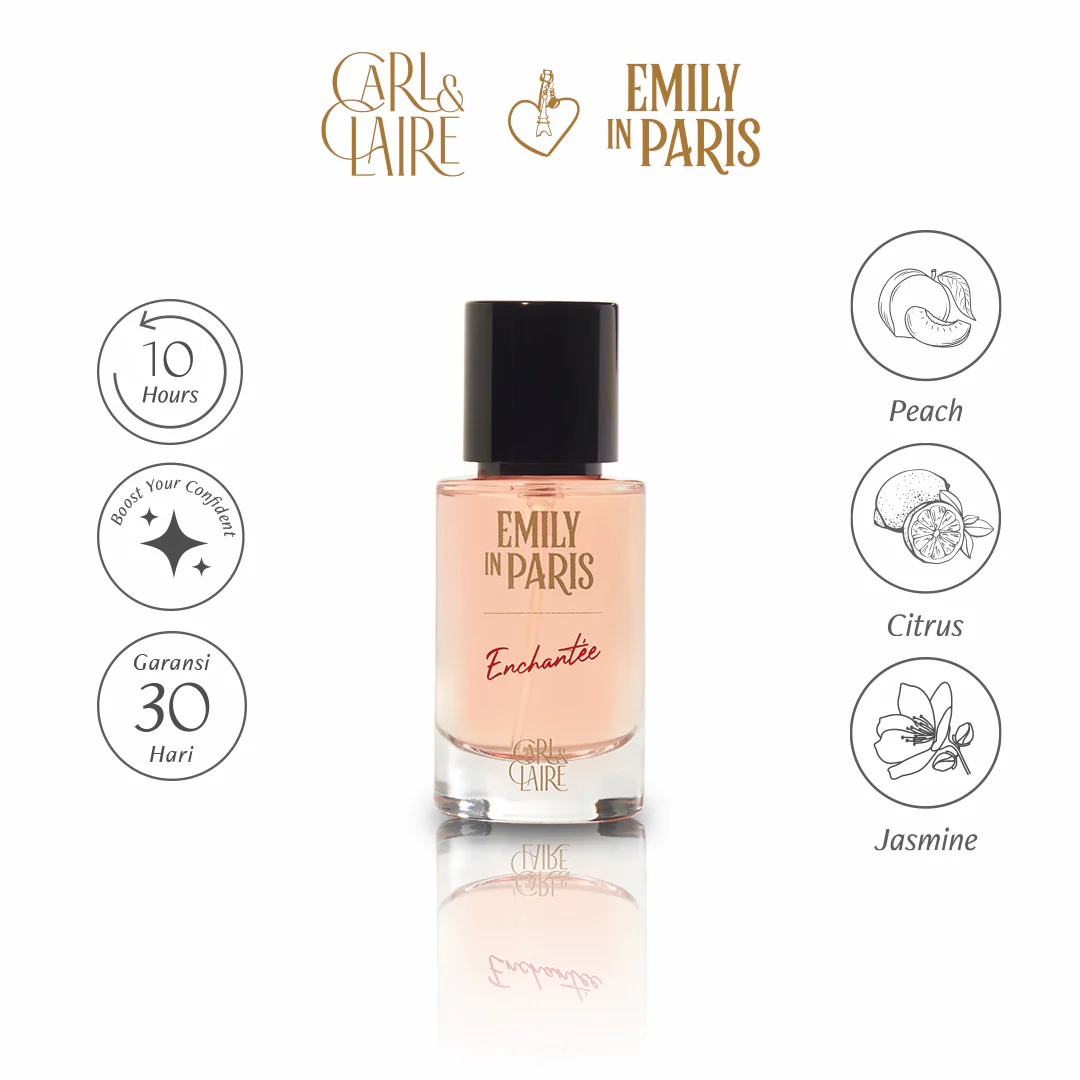 CARL&
CLAIRE
EMILY
IN PARIS
10
Hours
Boost Your Confident
Garansi
30
Hari
EMILY
IN PARIS
Enchantée
CARL&
CLAIRE
Peach
Citrus
Jasmine